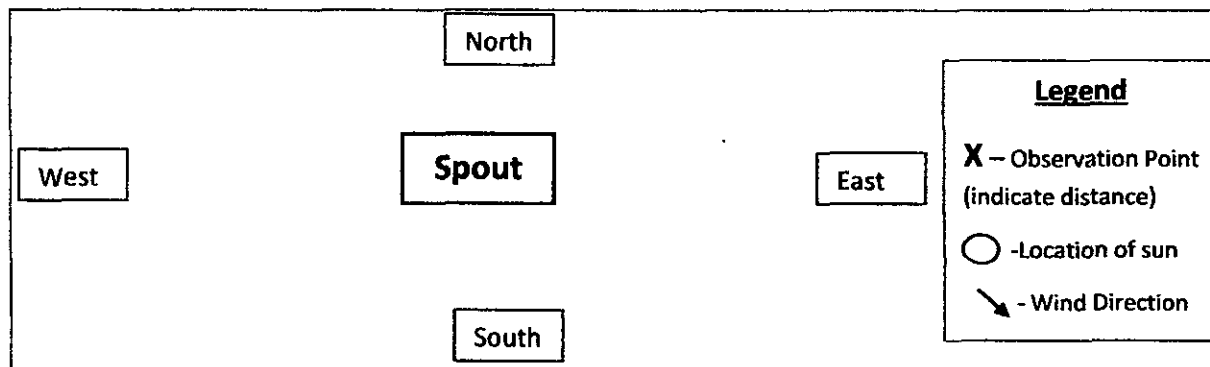 North
Legend
West
Spout
East
X – Observation Point
(indicate distance)
-Location of sun
- Wind Direction
South